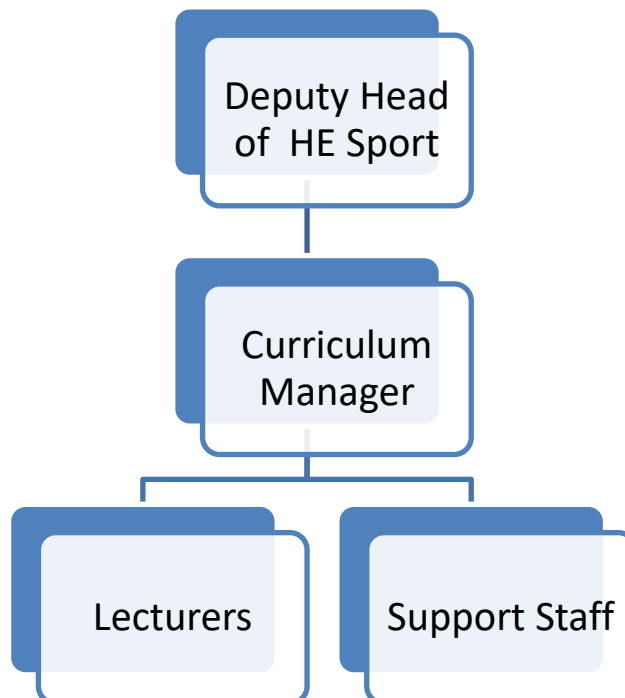 Deputy Head
of HE Sport
Curriculum
Manager
Lecturers
Support Staff